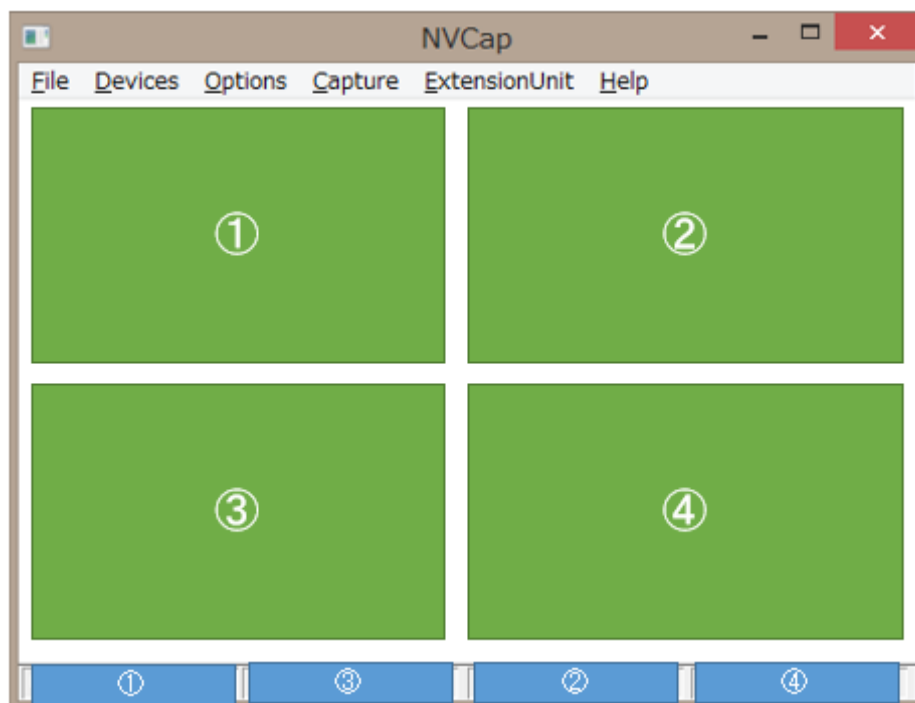 NVCap
File Devices Options Capture ExtensionUnit Help
① ②
③ ④
① ③ ② ④